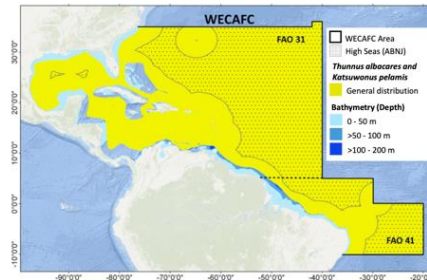 WECAFC
FAO 31
WECAFC Area
High Seas (ABNJ)
Thunnus albacares and
Katsuwonus pelamis
General distribution
Bathymetry (Depth)
0 - 50 m
>50 - 100 m
>100 - 200 m
30°0'0"N
20°0'0"N
10°0'0"N
0°0'0"
FAO 41
-90°0'0" -80°0'0" -70°0'0" -60°0'0" -50°0'0" -40°0'0" -30°0'0" -20°0'0"